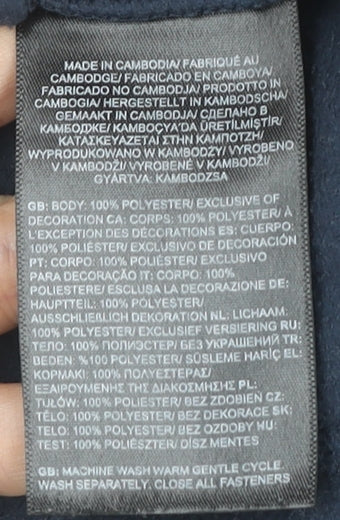 MADE IN CAMBODIA/ FABRIQUÉ AU
CAMBODGE/ FABRICADO EN CAMBOYA/
FABRICADO NO CAMBODJA/ PRODOTTO IN
CAMBOGIA/ HERGESTELLT IN KAMBODSCHA/
GEMAAKT IN CAMBODJA/ СДЕЛАНО В
КАМБОДЖЕ/ KAMBOÇYA'DA ÜRETİLMİŞTİR/
ΚΑΤΑΣΚΕΥΑΖΕΤΑΙ ΣΤΗΝ ΚΑΜΠΟΤΖΗ/
WYPRODUKOWANO W KAMBODŻY/ VYROBENO
V KAMBODŽI/ VYROBENÉ V KAMBODŽI/
GYÁRTVA: KAMBODZSA
GB: BODY: 100% POLYESTER/ EXCLUSIVE OF
DECORATION CA: CORPS: 100% POLYESTER/ À
L'EXCEPTION DES DÉCORATIONS ES: CUERPO:
100% POLIÉSTER/ EXCLUSIVO DE DECORACIÓN
PT: CORPO: 100% POLIÉSTER/ EXCLUSIVO
PARA DECORAÇÃO IT: CORPO: 100%
POLIESTERE/ ESCLUSA LA DECORAZIONE DE:
HAUPTTEIL: 100% POLYESTER/
AUSSCHLIEẞLICH DEKORATION NL: LICHAAM:
100% POLYESTER/ EXCLUSIEF VERSIERING RU:
ТЕЛО: 100% ПОЛИЭСТЕР/ БЕЗ УКРАШЕНИЙ TR:
BEDEN: %100 POLYESTER/ SÜSLEME HARİÇ EL:
ΚΟΡΜΑΚΙ: 100% ΠΟΛΥΕΣΤΕΡΑΣ/
ΕΞΑΙΡΟΥΜΕΝΗΣ ΤΗΣ ΔΙΑΚΟΣΜΗΣΗΣ PL:
TUŁÓW: 100% POLYESTER/ BEZ ZDOBIEŃ CZ:
TĚLO: 100% POLYESTER/ BEZ DEKORACE SK:
TELO: 100% POLYESTER/ BEZ OZDOBY HU:
TEST: 100% POLIÉSZTER/ DÍSZ MENTES
GB: MACHINE WASH WARM GENTLE CYCLE
WASH SEPARATELY. CLOSE ALL FASTENERS